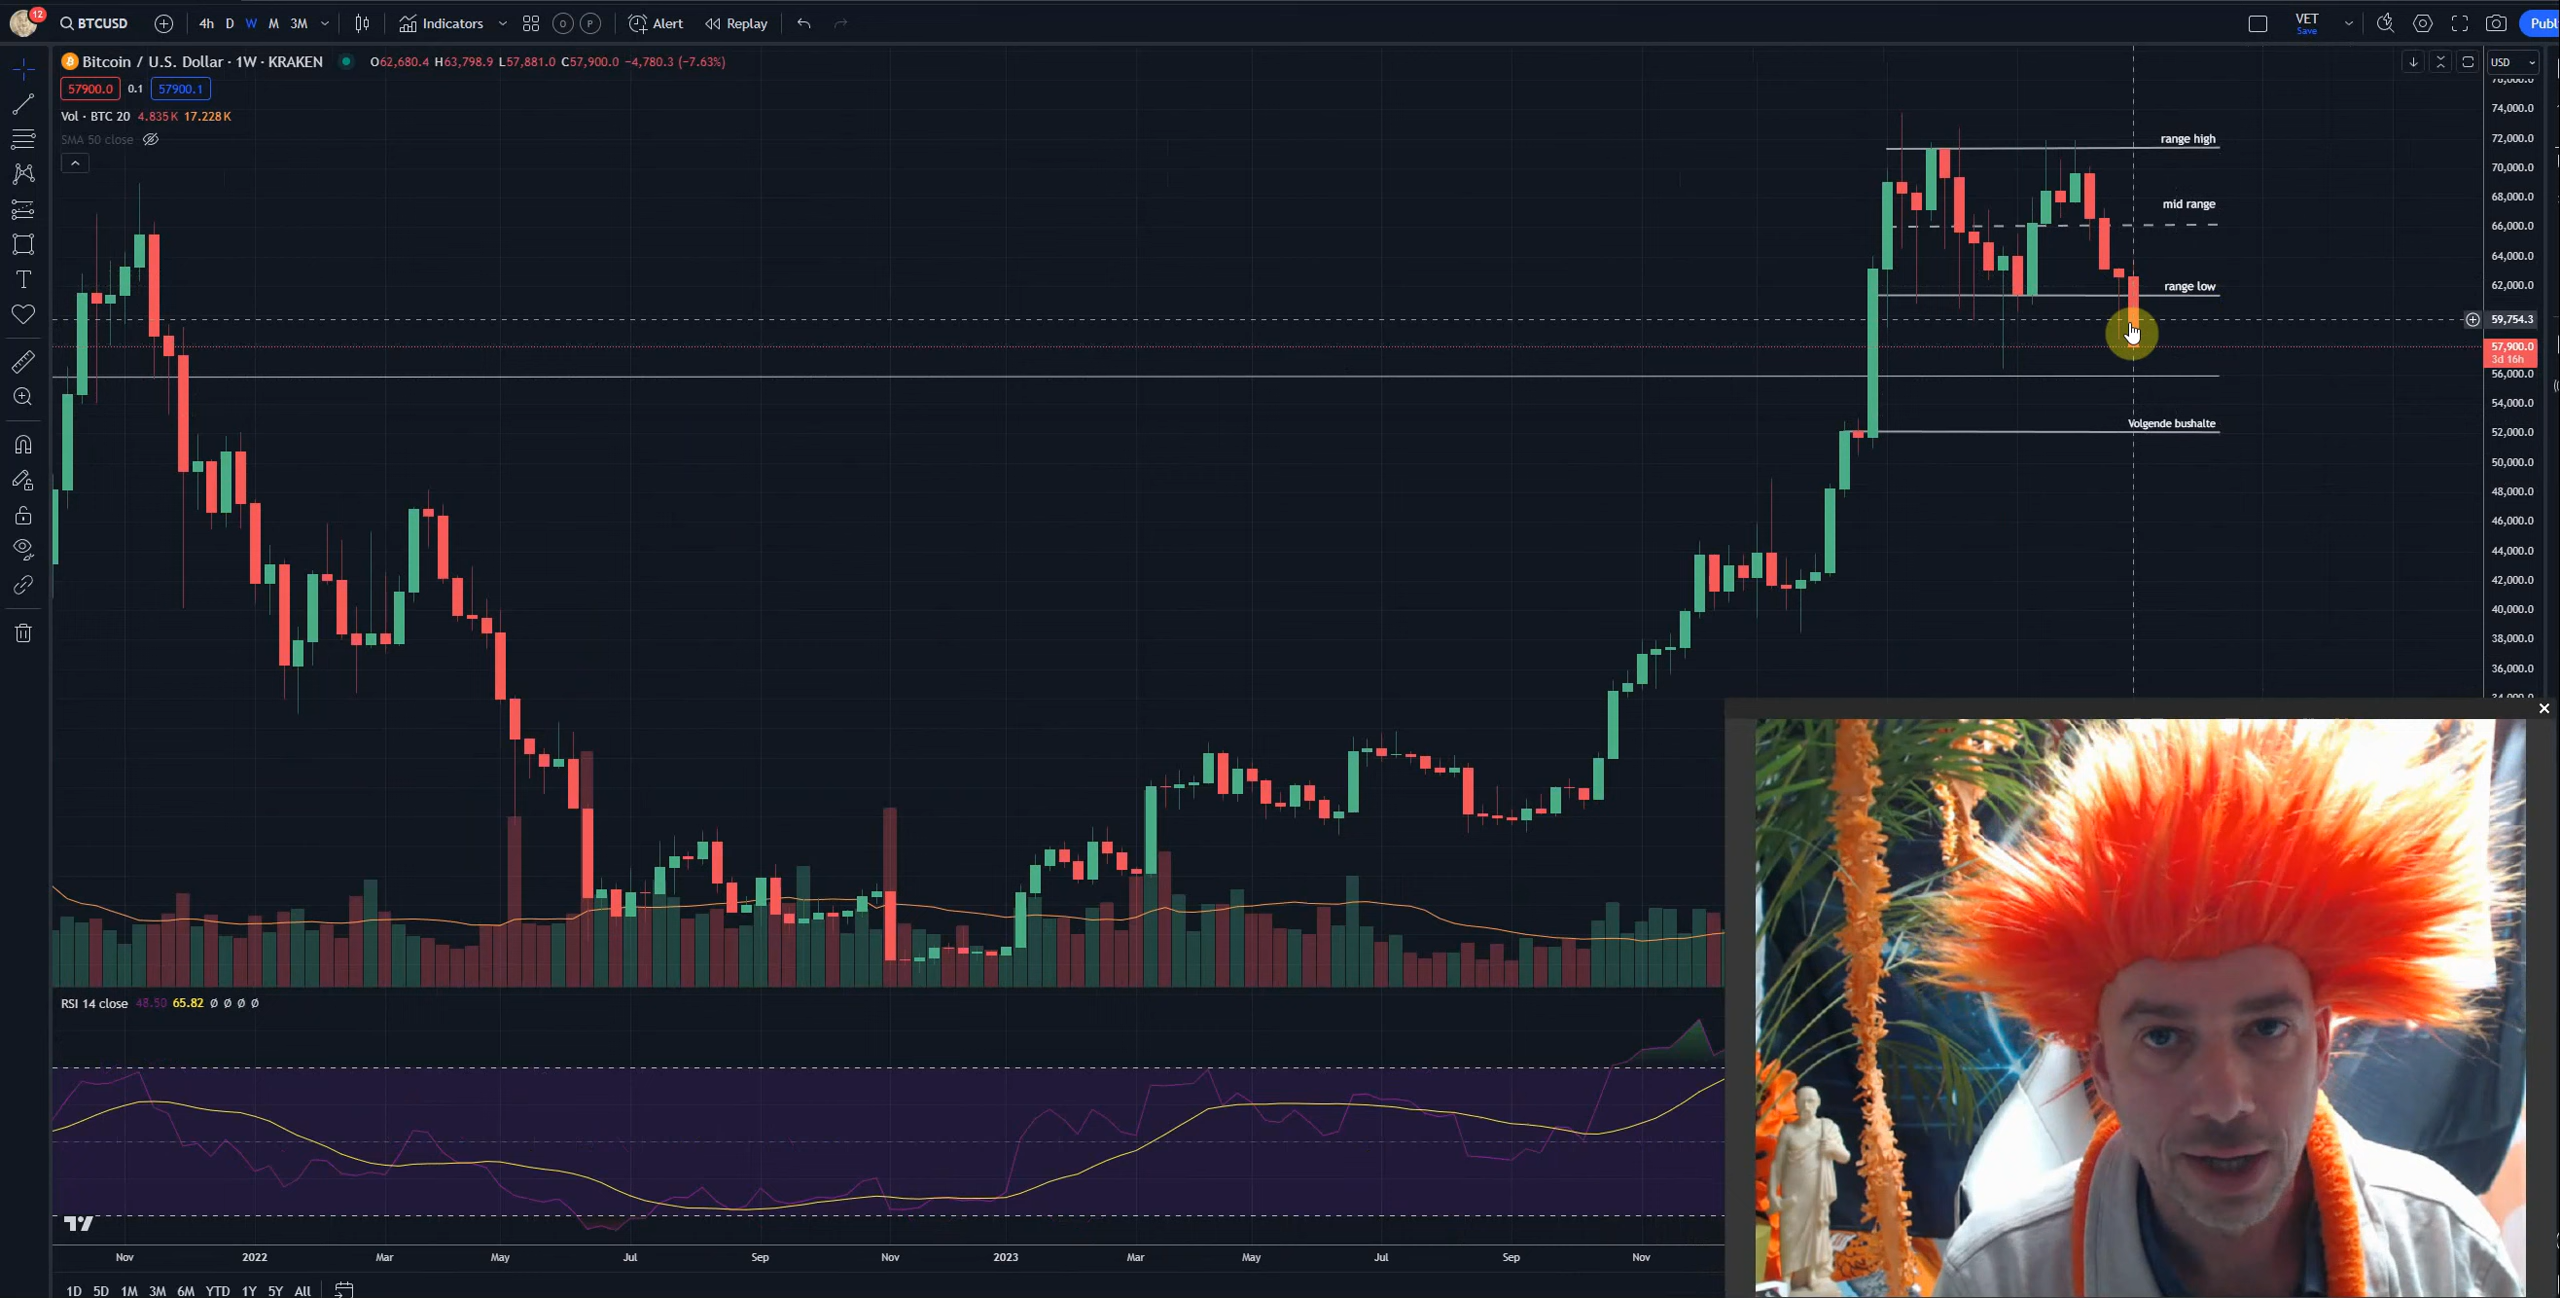 12
BTCUSD
4h D W M 3M
Indicators
Alert
Replay
VET
Save
Publ
Bitcoin / U.S. Dollar · 1W · KRAKEN
O62,680.4 H63,798.9 L57,881.0 C57,900.0 −4,780.3 (−7.63%)
57900.0 0.1 57900.1
Vol · BTC 20 4.835K 17.228K
SMA 50 close
USD
74,000.0
range high
72,000.0
70,000.0
68,000.0
mid range
66,000.0
64,000.0
62,000.0
range low
59,754.3
57,900.0
3d 16h
56,000.0
54,000.0
Volgende bushalte
52,000.0
50,000.0
48,000.0
46,000.0
44,000.0
42,000.0
40,000.0
38,000.0
36,000.0
RSI 14 close 48.50 65.82 Ø Ø Ø Ø
Nov 2022 Mar May Jul Sep Nov 2023 Mar May Jul Sep Nov
1D 5D 1M 3M 6M YTD 1Y 5Y All